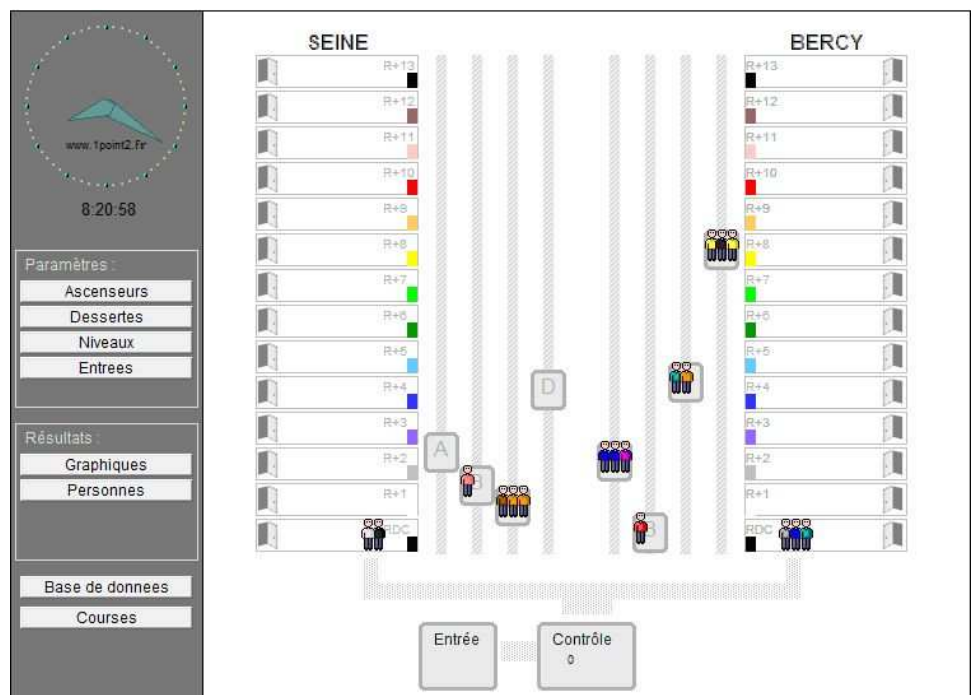 www.1point2.Fr
8:20:58
Paramètres :
Ascenseurs
Dessertes
Niveaux
Entrees
Résultats :
Graphiques
Personnes
Base de donnees
Courses
SEINE
R+13
R+12
R+11
R+10
R+9
R+8
R+7
R+6
R+5
R+4
R+3
R+2
R+1
RDC
A
B
D
B
BERCY
R+13
R+12
R+11
R+10
R+9
R+8
R+7
R+6
R+5
R+4
R+3
R+2
R+1
RDC
Entrée
Contrôle
0